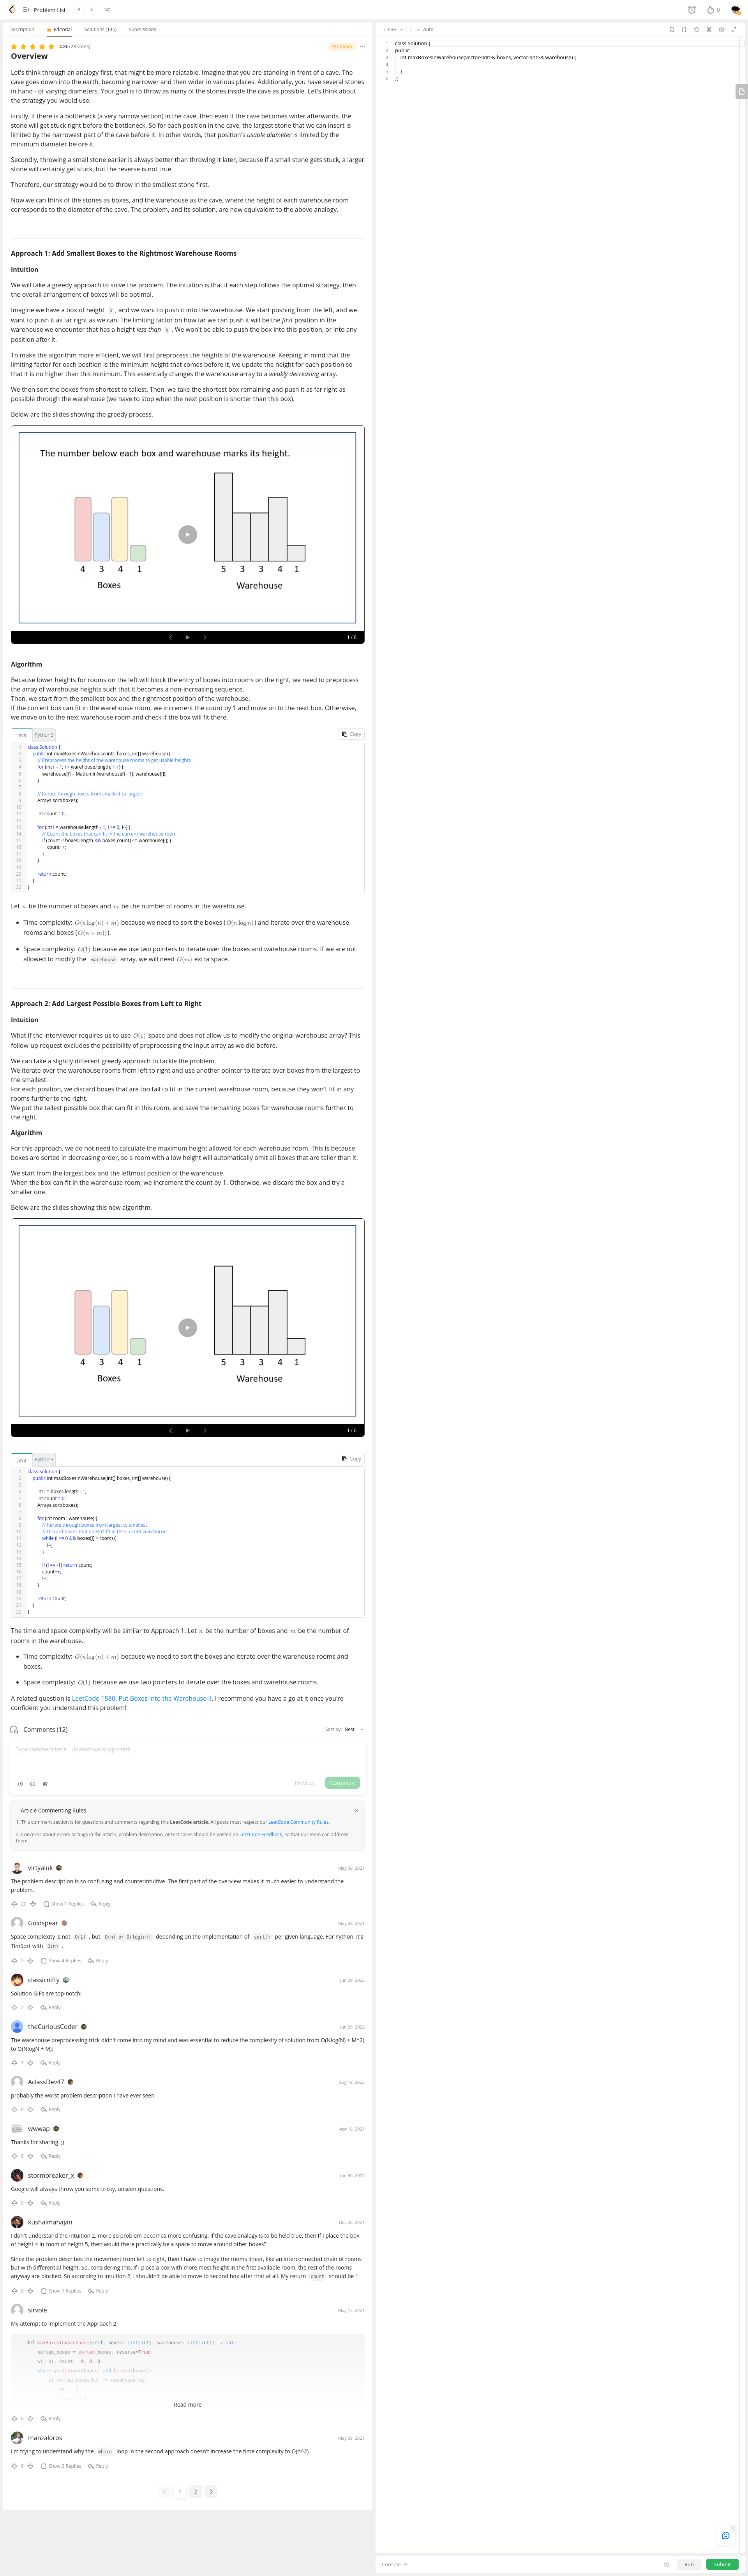 Problem List
0
Description
Editorial
Solutions (145)
Submissions
4.86 (28 votes)
Premium
Overview
Let's think through an analogy first, that might be more relatable. Imagine that you are standing in front of a cave. The
cave goes down into the earth, becoming narrower and then wider in various places. Additionally, you have several stones
in hand - of varying diameters. Your goal is to throw as many of the stones inside the cave as possible. Let's think about
the strategy you would use.
Firstly, if there is a bottleneck (a very narrow section) in the cave, then even if the cave becomes wider afterwards, the
stone will get stuck right before the bottleneck. So for each position in the cave, the largest stone that we can invert is
limited by the narrowest part of the cave before it. In other words, that position's usable diameter is limited by the
minimum diameter before it.
Secondly, throwing a small stone earlier is always better than throwing it later, because if a small stone gets stuck, a larger
stone will certainly get stuck, but the reverse is not true.
Therefore, our strategy would be to throw in the smallest stone first.
Now we can think of the stones as boxes, and the warehouse as the cave, where the height of each warehouse room
corresponds to the diameter of the cave. The problem, and its solution, are now equivalent to the above analogy.
Approach 1: Add Smallest Boxes to the Rightmost Warehouse Rooms
Intuition
We will take a greedy approach to solve the problem. The intuition is that if each step follows the optimal strategy, then
the overall arrangement of boxes will be optimal.
Imagine we have a box of height h, and we want to push it into the warehouse. We start pushing from the left, and we
want to push it as far right as we can. The limiting factor on how far we can push it will be the first position in the
warehouse we encounter that has a height less than h. We won't be able to push the box into this position, or into any
position after it.
To make the algorithm more efficient, we will first preprocess the heights of the warehouse. Keeping in mind that the
limiting factor for each position is the minimum height that comes before it, we update the height for each position so
that it is no higher than this minimum. This essentially changes the warehouse array to a weakly decreasing array.
We then sort the boxes from shortest to tallest. Then, we take the shortest box remaining and push it as far as
possible through the warehouse (we have to stop when the next position is shorter than this box).
Below are the slides showing the greedy process.
The number below each box and warehouse marks its height.
4 3 4 1
5 3 3 4 1
Boxes
Warehouse
1 / 6
Algorithm
Because lower heights for rooms on the left will block the entry of boxes into rooms on the right, we need to preprocess
the array of warehouse heights such that it becomes a non-increasing sequence.
Then, we start from the smallest box and the rightmost position of the warehouse.
If the current box can fit in the warehouse room, we increment the count by 1 and move on to the next box. Otherwise,
we move on to the next warehouse room and check if the box will fit there.
Java
Python3
Copy
1 class Solution {
2 public int maxBoxesInWarehouse(int[] boxes, int[] warehouse) {
3 // Preprocess the height of the warehouse rooms to get usable heights
4 for (int i = 1; i < warehouse.length; i++) {
5 warehouse[i] = Math.min(warehouse[i - 1], warehouse[i]);
6 }
7
8 // Iterate through boxes from smallest to largest
9 Arrays.sort(boxes);
10
11 int count = 0;
12
13 for (int i = warehouse.length - 1; i >= 0; i--) {
14 // Count the boxes that can fit in the current warehouse room
15 if (count < boxes.length && boxes[count] <= warehouse[i]) {
16 count++;
17 }
18 }
19
20 return count;
21 }
22 }
Let n be the number of boxes and m be the number of rooms in the warehouse.
Time complexity: O(n log(n) + m) because we need to sort the boxes (O(n log n)) and iterate over the warehouse
rooms and boxes (O(n + m)).
Space complexity: O(1) because we use two pointers to iterate over the boxes and warehouse rooms. If we are not
allowed to modify the warehouse array, we will need O(m) extra space.
Approach 2: Add Largest Possible Boxes from Left to Right
Intuition
What if the interviewer requires us to use O(1) space and does not allow us to modify the original warehouse array? This
follow-up request excludes the possibility of preprocessing the input array as we did before.
We can take a slightly different greedy approach to tackle the problem.
We iterate over the warehouse rooms from left to right and use another pointer to iterate over boxes from the largest to
the smallest.
For each position, we discard boxes that are too tall to fit in the current warehouse room, because they won't fit in any
rooms further to the right.
We put the tallest possible box that can fit in this room, and save the remaining boxes for warehouse rooms further to
the right.
Algorithm
For this approach, we do not need to calculate the maximum height allowed for each warehouse room. This is because
boxes are sorted in decreasing order, so a room with a low height will automatically omit all boxes that are taller than it.
We start from the largest box and the leftmost position of the warehouse.
When the box can fit in the warehouse room, we increment the count by 1. Otherwise, we discard the box and try a
smaller one.
Below are the slides showing this new algorithm.
4 3 4 1
5 3 3 4 1
Boxes
Warehouse
1 / 6
Java
Python3
Copy
1 class Solution {
2 public int maxBoxesInWarehouse(int[] boxes, int[] warehouse) {
3
4 int i = boxes.length - 1;
5 int count = 0;
6 Arrays.sort(boxes);
7
8 for (int room : warehouse) {
9 // Iterate through boxes from largest to smallest
10 // Discard boxes that doesn't fit in the current warehouse
11 while (i >= 0 && boxes[i] > room) {
12 i--;
13 }
14
15 if (i == -1) return count;
16 count++;
17 i--;
18 }
19
20 return count;
21 }
22 }
The time and space complexity will be similar to Approach 1. Let n be the number of boxes and m be the number of
rooms in the warehouse.
Time complexity: O(n log(n) + m) because we need to sort the boxes and iterate over the warehouse rooms and
boxes.
Space complexity: O(1) because we use two pointers to iterate over the boxes and warehouse rooms.
A related question is LeetCode 1580. Put Boxes Into the Warehouse II. I recommend you have a go at it once you're
confident you understand this problem!
Comments (12)
Sort by: Best
Type comment here... (Markdown supported)
Preview
Comment
Article Commenting Rules
1. This comment section is for questions and comments regarding this LeetCode article. All posts must respect our LeetCode Community Rules.
2. Concerns about errors or bugs in the article, problem description, or test cases should be posted on LeetCode Feedback, so that our team can address
them.
virtyaluk
May 08, 2021
The problem description is so confusing and counterintuitive. The first part of the overview makes it much easier to understand the
problem.
20
Show 1 Replies
Reply
Goldspear
May 08, 2021
Space complexity is not O(1), but O(n) or O(log(n)) depending on the implementation of sort() per given language. For Python, it's
TimSort with O(n).
5
Show 4 Replies
Reply
classicnifty
Jun 29, 2022
Solution GIFs are top-notch!
2
Reply
theCuriousCoder
Jun 29, 2022
The warehouse preprocessing trick didn't come into my mind and was essential to reduce the complexity of solution from O(Nlog(N) + M^2)
to O(NlogN + M);
1
Reply
AclassDev47
Aug 18, 2022
probably the worst problem description I have ever seen
0
Reply
wwwap
Apr 16, 2021
Thanks for sharing. ;)
0
Reply
stormbreaker_x
Jun 30, 2022
Google will always throw you some tricky, unseen questions.
0
Reply
kushalmahajan
Dec 26, 2021
I don't understand the intuition 2, more so problem becomes more confusing. If the cave analogy is to be held true, then If I place the box
of height 4 in room of height 5, then would there practically be a space to move around other boxes?
Since the problem describes the movement from left to right, then i have to image the rooms linear, like an interconnected chain of rooms
but with differential height. So, considering this, if I place a box with more most height in the first available room, the rest of the rooms
anyway are blocked. So according to intuition 2, I shouldn't be able to move to second box after that at all. My return count should be 1
0
Show 1 Replies
Reply
sirvole
May 13, 2021
My attempt to implement the Approach 2.
def maxBoxesInWarehouse(self, boxes: List[int], warehouse: List[int]) -> int:
sorted_boxes = sorted(boxes, reverse=True)
wi, bi, count = 0, 0, 0
while wi<len(warehouse) and bi<len(boxes):
if sorted_boxes[bi] <= warehouse[wi]:
Read more
0
Reply
manzaloros
May 08, 2021
I'm trying to understand why the while loop in the second approach doesn't increase the time complexity to O(n^2).
0
Show 3 Replies
Reply
1
2
C++
Auto
1 class Solution {
2 public:
3 int maxBoxesInWarehouse(vector<int>& boxes, vector<int>& warehouse) {
4
5 }
6 };
Console
Run
Submit